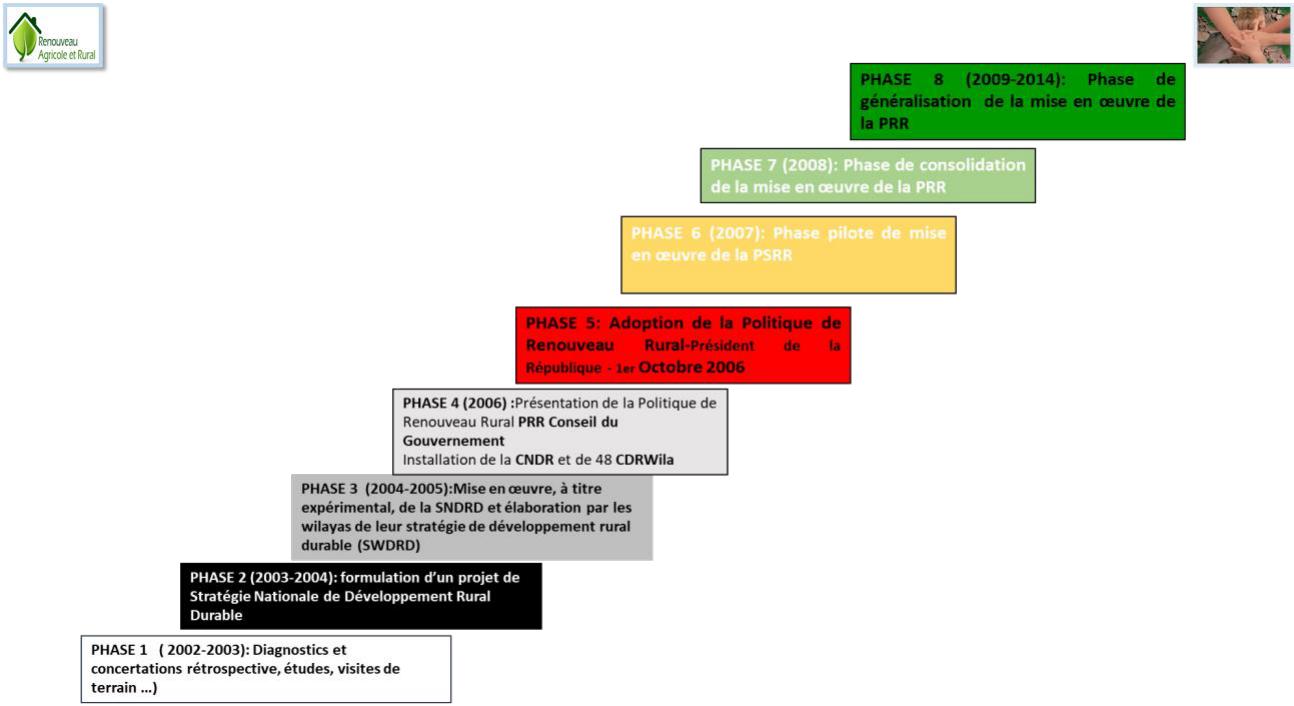 Renouveau
Agricole et Rural
PHASE 8 (2009-2014): Phase de
généralisation de la mise en œuvre de
la PRR
PHASE 7 (2008): Phase de consolidation
de la mise en œuvre de la PRR
PHASE 6 (2007): Phase pilote de mise
en œuvre de la PSRR
PHASE 5: Adoption de la Politique de
Renouveau Rural-Président de la
République - 1er Octobre 2006
PHASE 4 (2006) :Présentation de la Politique de
Renouveau Rural PRR Conseil du
Gouvernement
Installation de la CNDR et de 48 CDRWila
PHASE 3 (2004-2005):Mise en œuvre, à titre
expérimental, de la SNDRD et élaboration par les
wilayas de leur stratégie de développement rural
durable (SWDRD)
PHASE 2 (2003-2004): formulation d'un projet de
Stratégie Nationale de Développement Rural
Durable
PHASE 1 ( 2002-2003): Diagnostics et
concertations rétrospective, études, visites de
terrain ...)